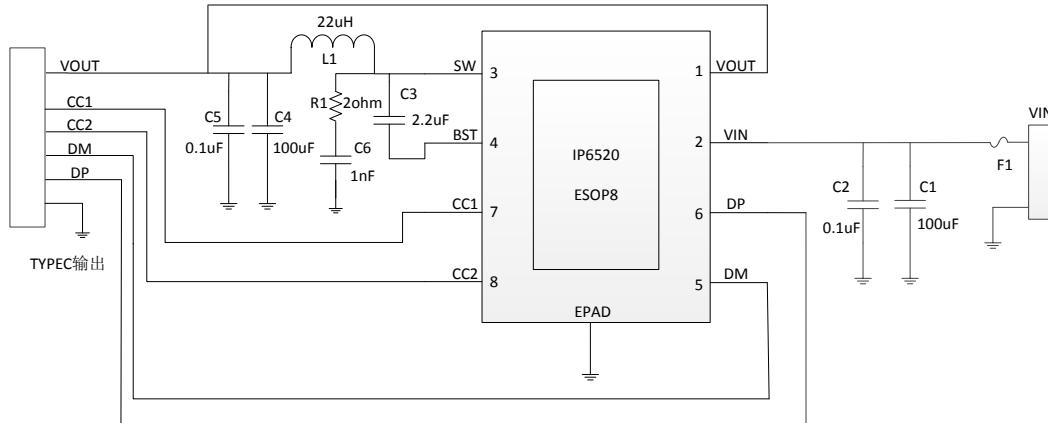 22uH
L1
VOUT
SW
3
1
VOUT
CC1
R1
2ohm
C3
2.2uF
C5
0.1uF
C4
100uF
CC2
DM
DP
BST
4
C6
1nF
IP6520
ESOP8
2
VIN
VIN
F1
C2
0.1uF
C1
100uF
CC1
7
6
DP
TYPEC输出
CC2
8
5
DM
EPAD